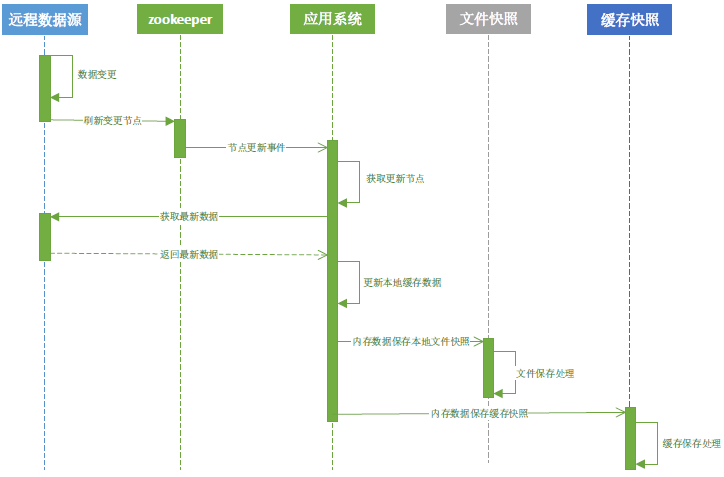 远程数据源
zookeeper
应用系统
文件快照
缓存快照
数据变更
刷新变更节点
节点更新事件
获取更新节点
获取最新数据
返回最新数据
更新本地缓存数据
内存数据保存本地文件快照
文件保存处理
内存数据保存缓存快照
缓存保存处理